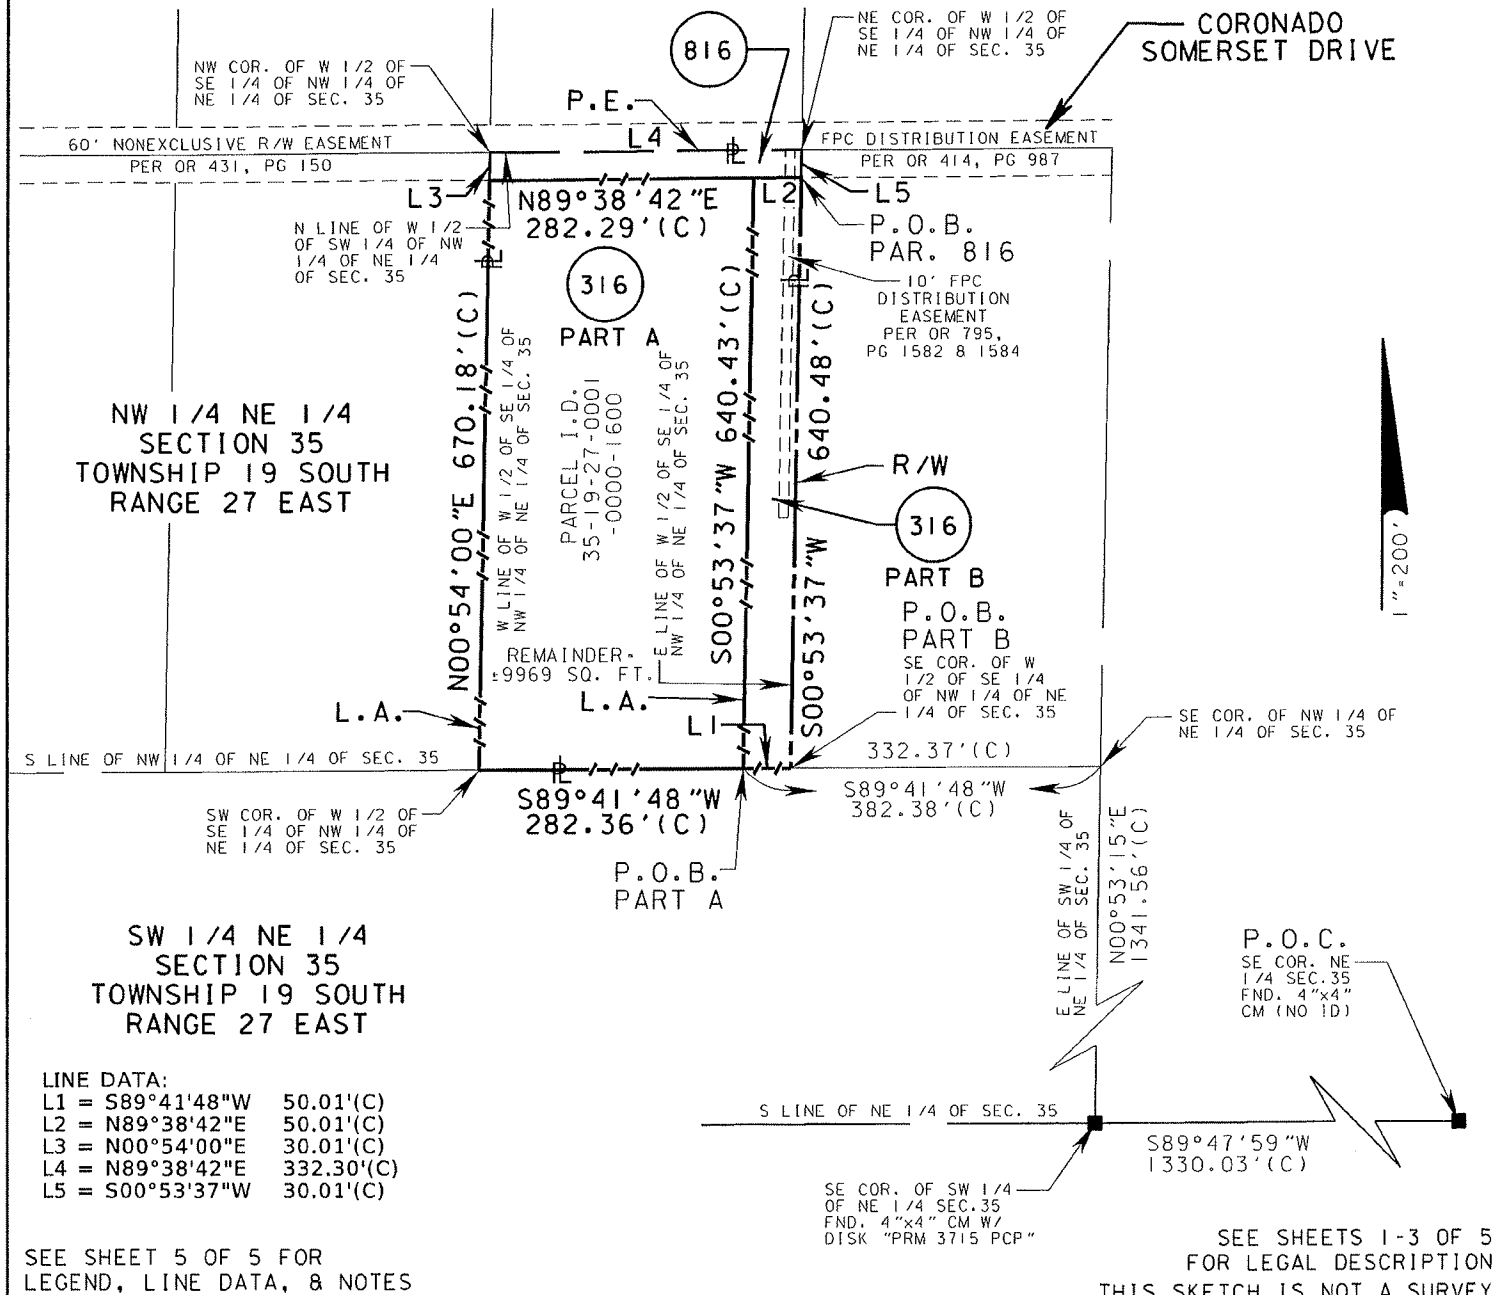 NE COR. OF W 1/2 OF
SE 1/4 OF NW 1/4 OF
NE 1/4 OF SEC. 35
CORONADO
SOMERSET DRIVE
816
NW COR. OF W 1/2 OF
SE 1/4 OF NW 1/4 OF
NE 1/4 OF SEC. 35
P.E.
60' NONEXCLUSIVE R/W EASEMENT
PER OR 431, PG 150
L4
FPC DISTRIBUTION EASEMENT
PER OR 414, PG 987
L3
N89°38'42"E
282.29'(C)
L2
L5
P.O.B.
PAR. 816
N LINE OF W 1/2
OF SW 1/4 OF NW
1/4 OF NE 1/4
OF SEC. 35
316
PART A
10' FPC
DISTRIBUTION
EASEMENT
PER OR 795,
PG 1582 & 1584
N00°54'00"E 670.18'(C)
W LINE OF W 1/2 OF SE 1/4 OF
NW 1/4 OF NE 1/4 OF SEC. 35
PARCEL I.D.
35-19-27-0001
-0000-1600
E LINE OF W 1/2 OF SE 1/4 OF
NW 1/4 OF NE 1/4 OF SEC. 35
S00°53'37"W 640.43'(C)
S00°53'37"W 640.48'(C)
NW 1/4 NE 1/4
SECTION 35
TOWNSHIP 19 SOUTH
RANGE 27 EAST
R/W
316
PART B
P.O.B.
PART B
SE COR. OF W
1/2 OF SE 1/4
OF NW 1/4 OF NE
1/4 OF SEC. 35
1"=200'
REMAINDER=
±9969 SQ. FT.
L.A.
L.A.
L1
S LINE OF NW 1/4 OF NE 1/4 OF SEC. 35
332.37'(C)
SE COR. OF NW 1/4 OF
NE 1/4 OF SEC. 35
S89°41'48"W
282.36'(C)
S89°41'48"W
382.38'(C)
SW COR. OF W 1/2 OF
SE 1/4 OF NW 1/4 OF
NE 1/4 OF SEC. 35
P.O.B.
PART A
E LINE OF SW 1/4 OF
NE 1/4 OF SEC. 35
N00°53'15"E
1341.56'(C)
SW 1/4 NE 1/4
SECTION 35
TOWNSHIP 19 SOUTH
RANGE 27 EAST
P.O.C.
SE COR. NE
1/4 SEC.35
FND. 4"x4"
CM (NO ID)
LINE DATA:
L1 = S89°41'48"W 50.01'(C)
L2 = N89°38'42"E 50.01'(C)
L3 = N00°54'00"E 30.01'(C)
L4 = N89°38'42"E 332.30'(C)
L5 = S00°53'37"W 30.01'(C)
S LINE OF NE 1/4 OF SEC. 35
S89°47'59"W
1330.03'(C)
SE COR. OF SW 1/4
OF NE 1/4 SEC.35
FND. 4"x4" CM W/
DISK "PRM 3715 PCP"
SEE SHEET 5 OF 5 FOR
LEGEND, LINE DATA, & NOTES
SEE SHEETS 1-3 OF 5
FOR LEGAL DESCRIPTION
THIS SKETCH IS NOT A SURVEY